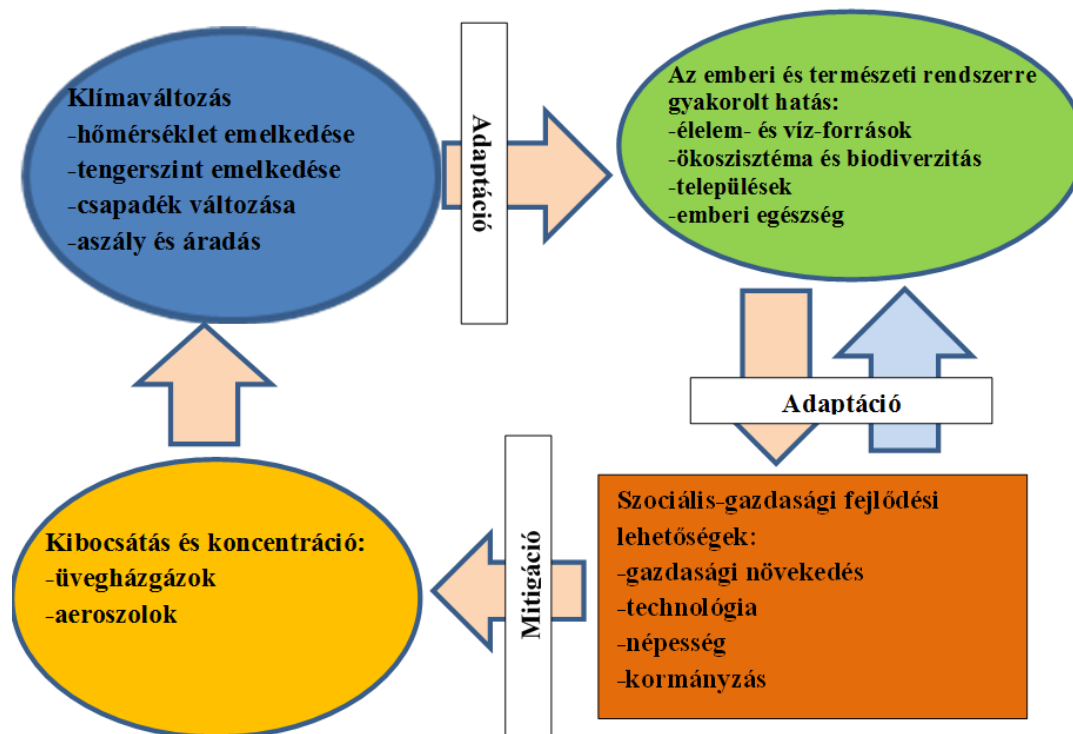 Klímaváltozás
-hőmérséklet emelkedése
-tengerszint emelkedése
-csapadék változása
-aszály és áradás
Adaptáció
Az emberi és természeti rendszerre
gyakorolt hatás:
-élelem- és víz-források
-ökoszisztéma és biodiverzitás
-települések
-emberi egészség
Adaptáció
Kibocsátás és koncentráció:
-üvegházgázok
-aeroszolok
Mitigáció
Szociális-gazdasági fejlődési
lehetőségek:
-gazdasági növekedés
-technológia
-népesség
-kormányzás